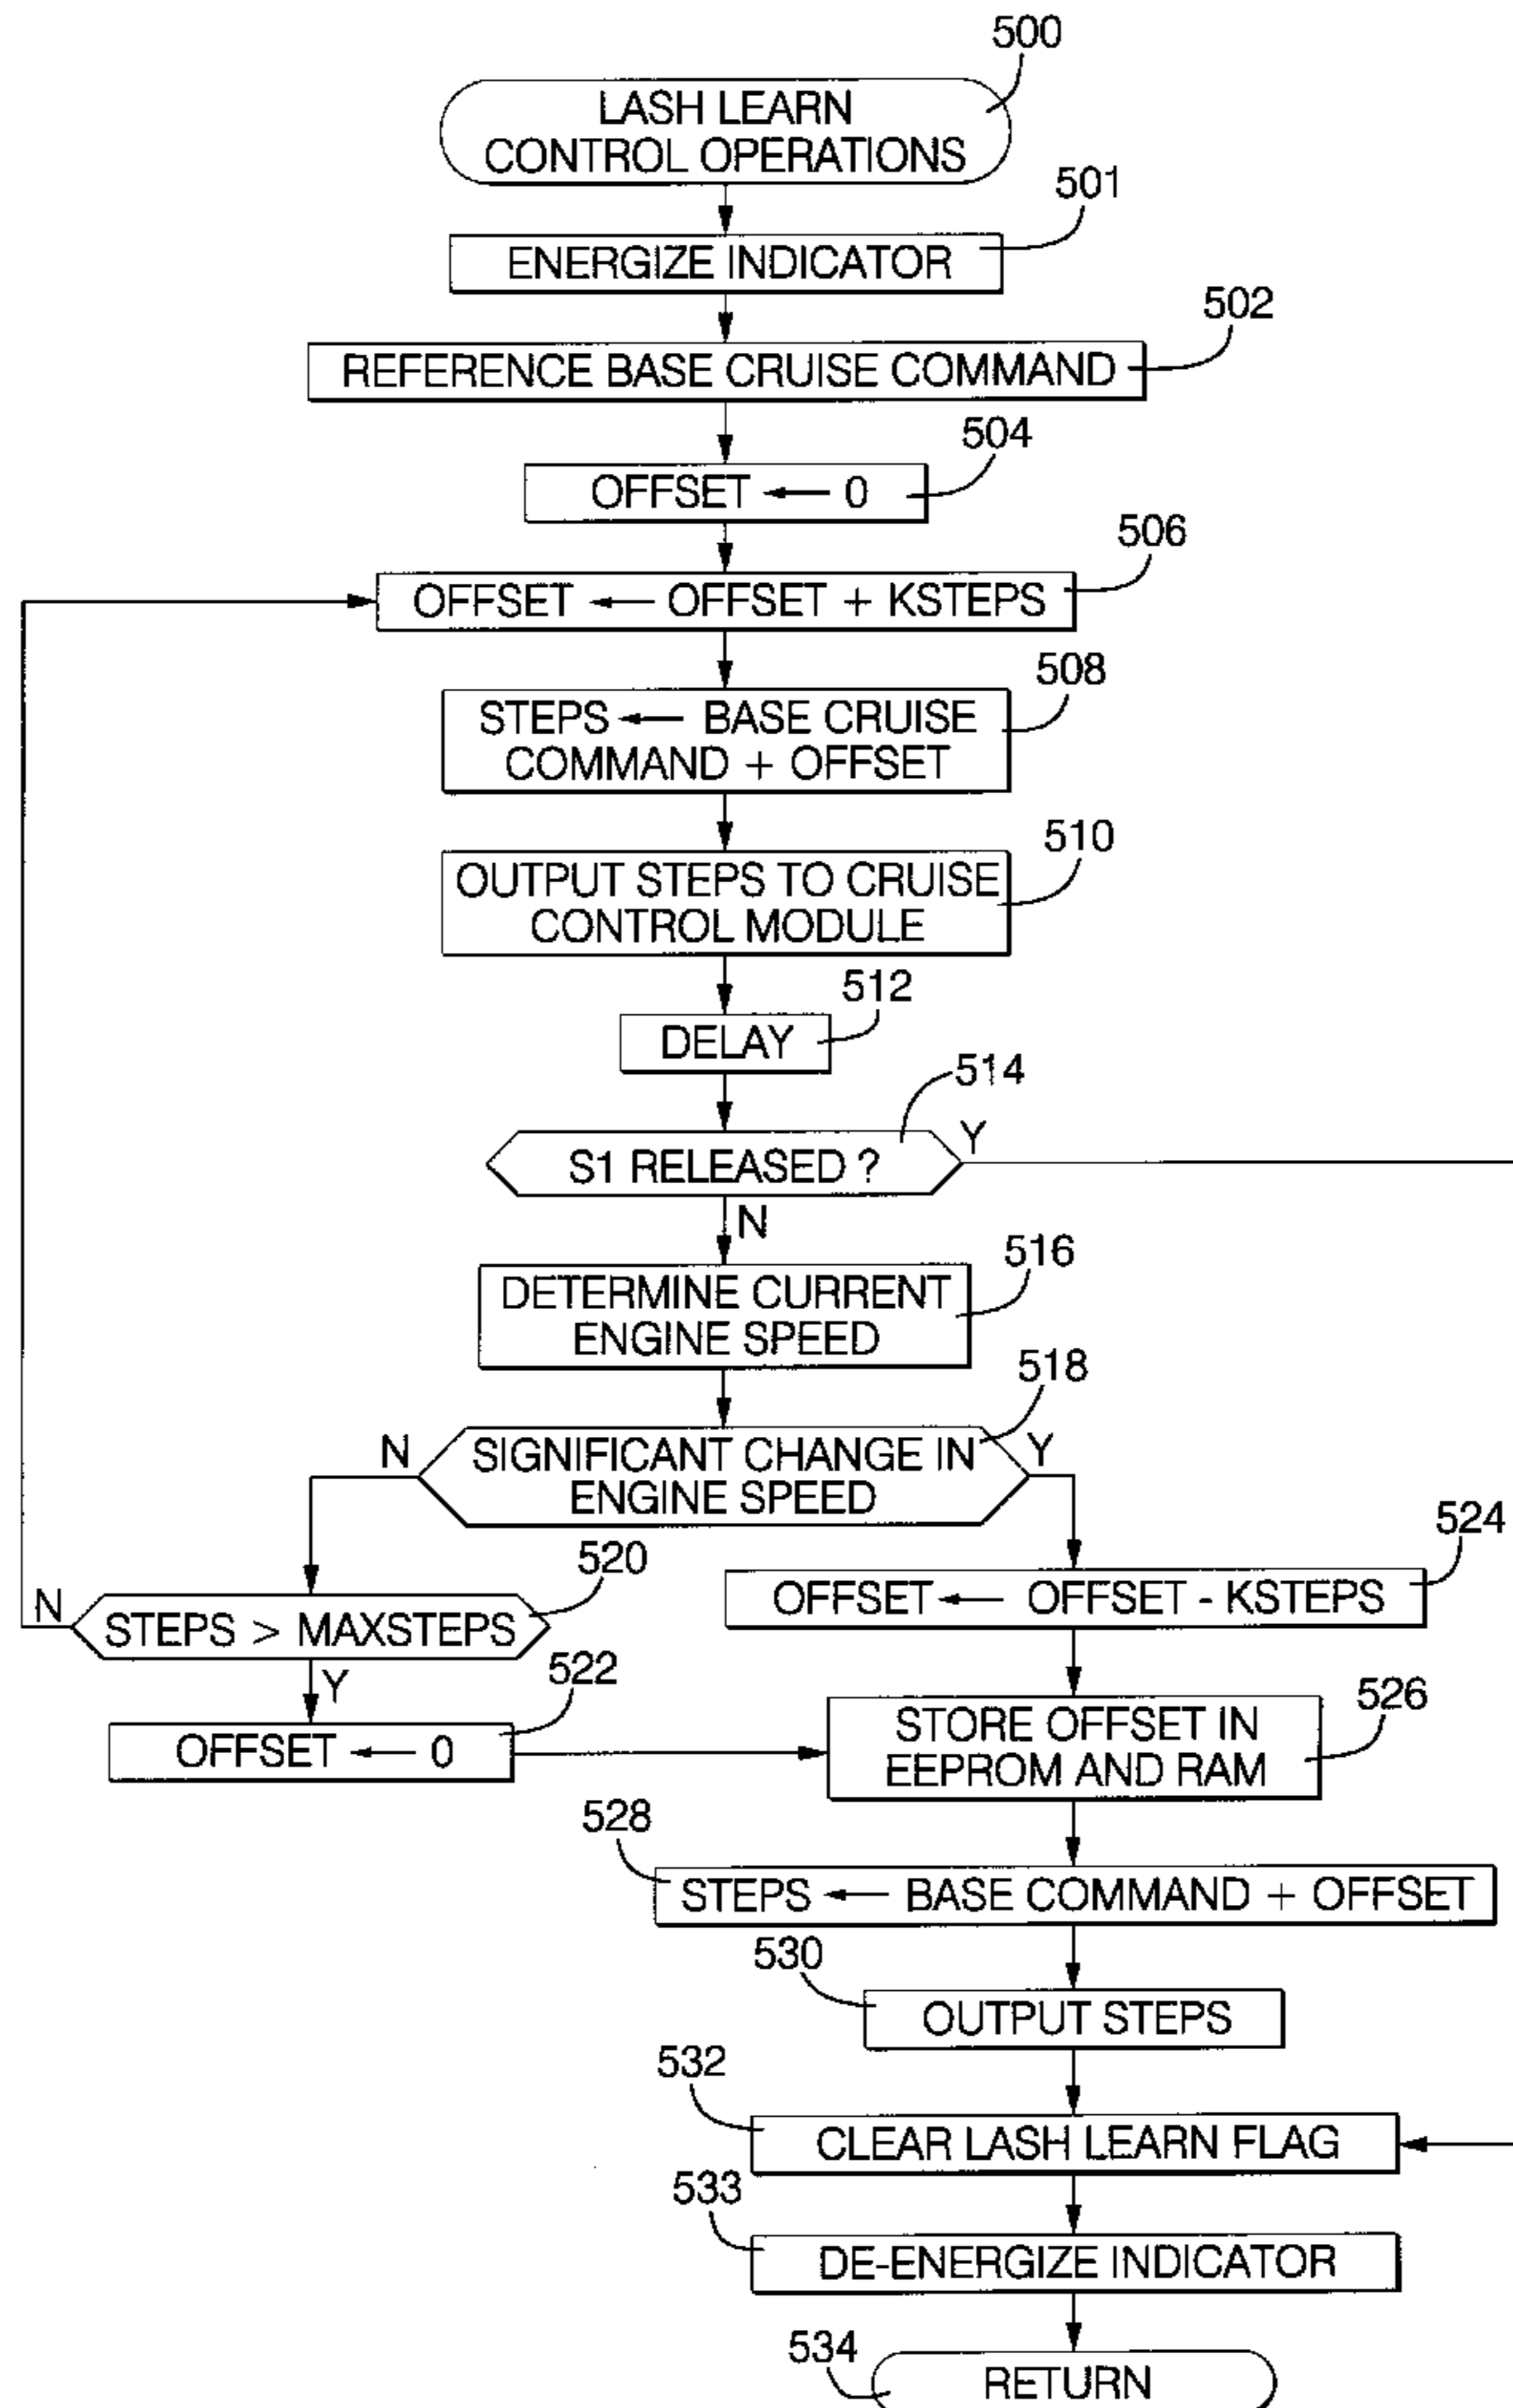 500
LASH LEARN
CONTROL OPERATIONS
501
ENERGIZE INDICATOR
502
REFERENCE BASE CRUISE COMMAND
504
OFFSET ← 0
506
OFFSET ← OFFSET + KSTEPS
508
STEPS ← BASE CRUISE
COMMAND + OFFSET
510
OUTPUT STEPS TO CRUISE
CONTROL MODULE
512
DELAY
514
S1 RELEASED ?
Y
N
516
DETERMINE CURRENT
ENGINE SPEED
518
N
SIGNIFICANT CHANGE IN
ENGINE SPEED
Y
520
N
STEPS > MAXSTEPS
Y
524
OFFSET ← OFFSET - KSTEPS
522
OFFSET ← 0
526
STORE OFFSET IN
EEPROM AND RAM
528
STEPS ← BASE COMMAND + OFFSET
530
OUTPUT STEPS
532
CLEAR LASH LEARN FLAG
533
DE-ENERGIZE INDICATOR
534
RETURN